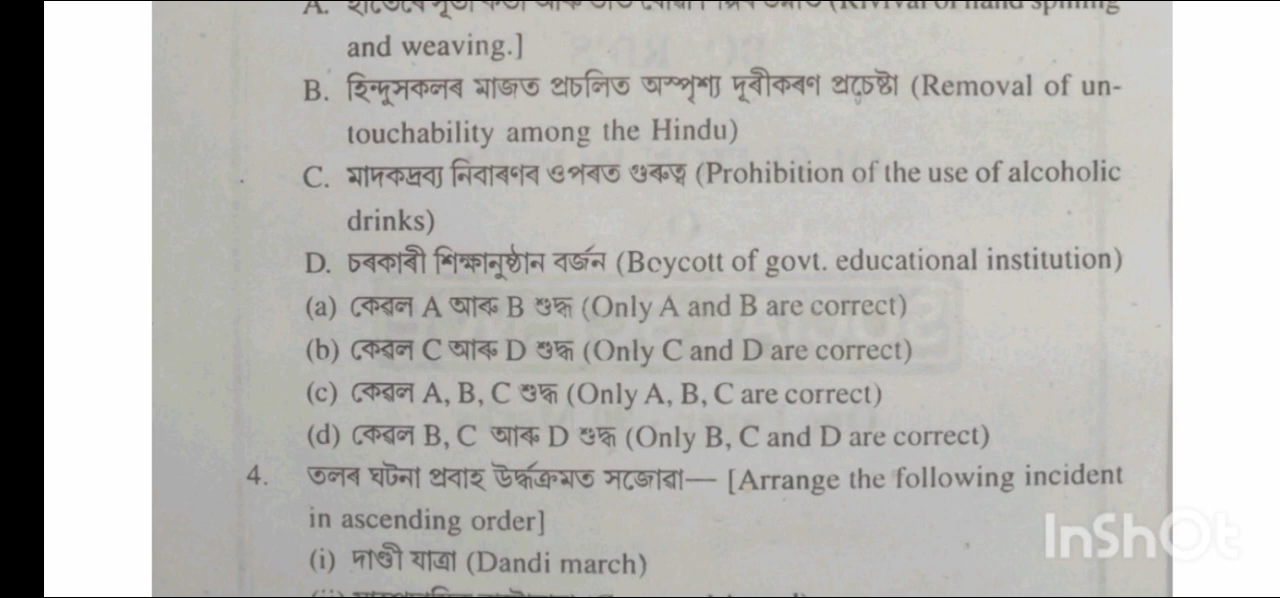 and weaving.]
B. হিন্দুসকলৰ মাজত প্ৰচলিত অস্পৃশ্য দূৰীকৰণ প্ৰচেষ্টা (Removal of un-
touchability among the Hindu)
C. মাদকদ্ৰব্য নিবাৰণৰ ওপৰত গুৰুত্ব (Prohibition of the use of alcoholic
drinks)
D. চৰকাৰী শিক্ষানুষ্ঠান বৰ্জন (Boycott of govt. educational institution)
(a) কেৱল A আৰু B শুদ্ধ (Only A and B are correct)
(b) কেৱল C আৰু D শুদ্ধ (Only C and D are correct)
(c) কেৱল A, B, C শুদ্ধ (Only A, B, C are correct)
(d) কেৱল B, C আৰু D শুদ্ধ (Only B, C and D are correct)
4. তলৰ ঘটনা প্ৰবাহ উৰ্দ্ধক্ৰমত সজোৱা— [Arrange the following incident
in ascending order]
(i) দাণ্ডী যাত্ৰা (Dandi march)
InShOt